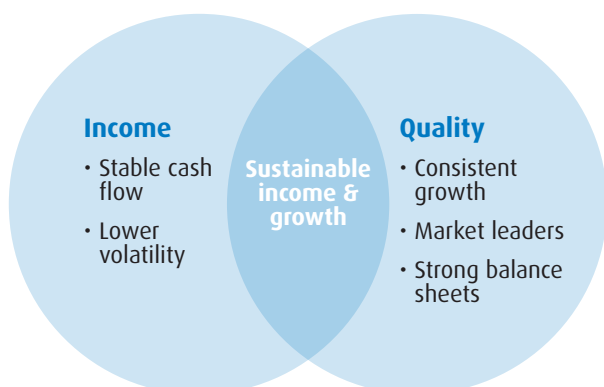 Income
· Stable cash
flow
· Lower
volatility
Sustainable
income &
growth
Quality
· Consistent
growth
· Market leaders
· Strong balance
sheets